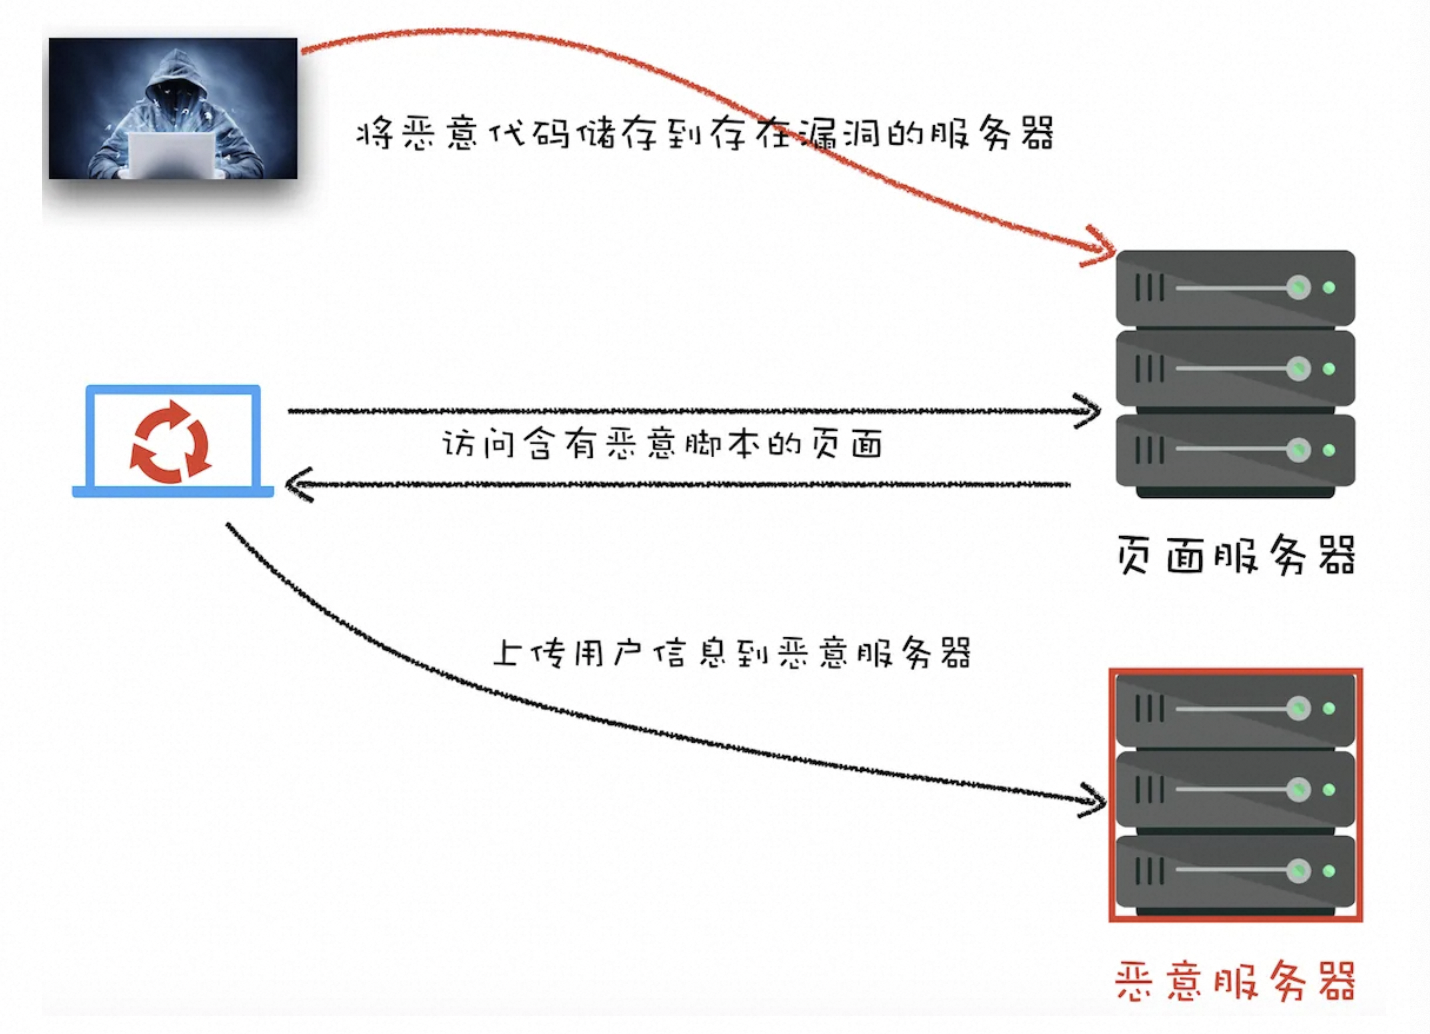 将恶意代码储存到存在漏洞的服务器
访问含有恶意脚本的页面
页面服务器
上传用户信息到恶意服务器
恶意服务器